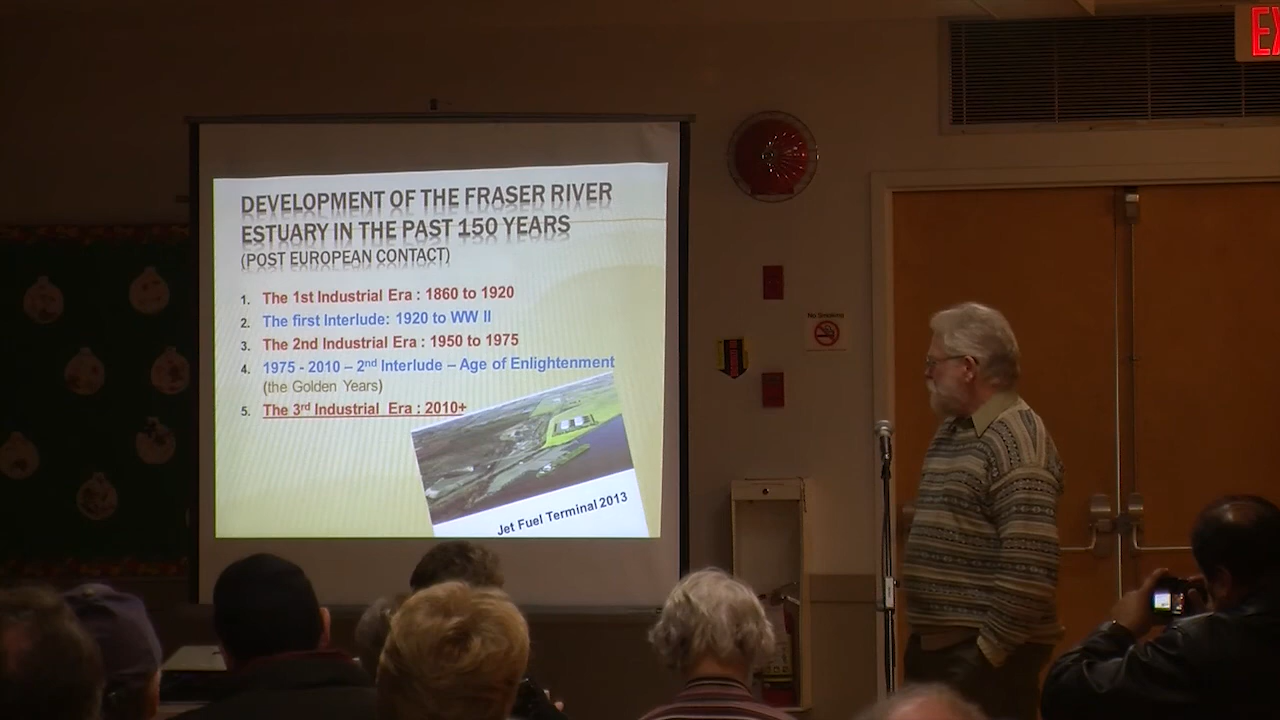 EX
DEVELOPMENT OF THE FRASER RIVER
ESTUARY IN THE PAST 150 YEARS
(POST EUROPEAN CONTACT)
1. The 1st Industrial Era : 1860 to 1920
2. The first Interlude: 1920 to WW II
3. The 2nd Industrial Era : 1950 to 1975
4. 1975 - 2010 – 2nd Interlude – Age of Enlightenment
(the Golden Years)
5. The 3rd Industrial Era : 2010+
Jet Fuel Terminal 2013
No Smoking